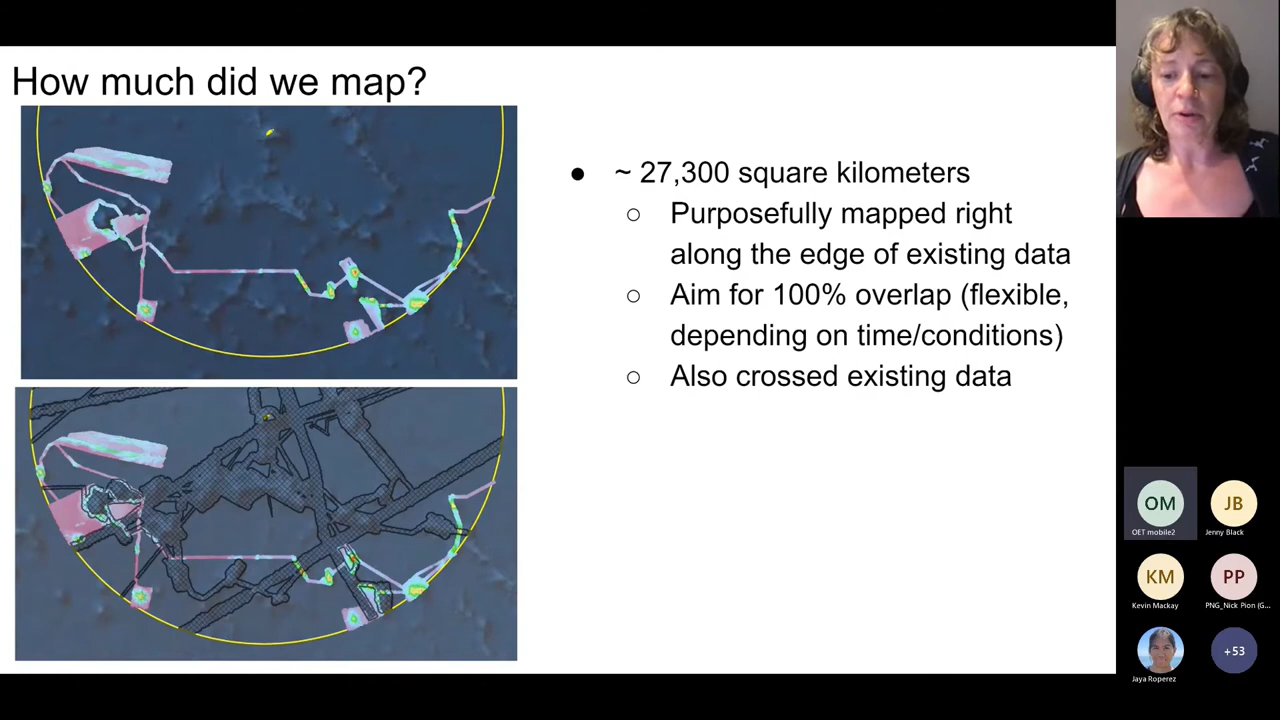 How much did we map?
● ~ 27,300 square kilometers
○ Purposefully mapped right
along the edge of existing data
○ Aim for 100% overlap (flexible,
depending on time/conditions)
○ Also crossed existing data
OM
OET mobile2
JB
Jenny Black
KM
Kevin Mackay
PP
PNG_Nick Pion (G...
Jaya Roperez
+53